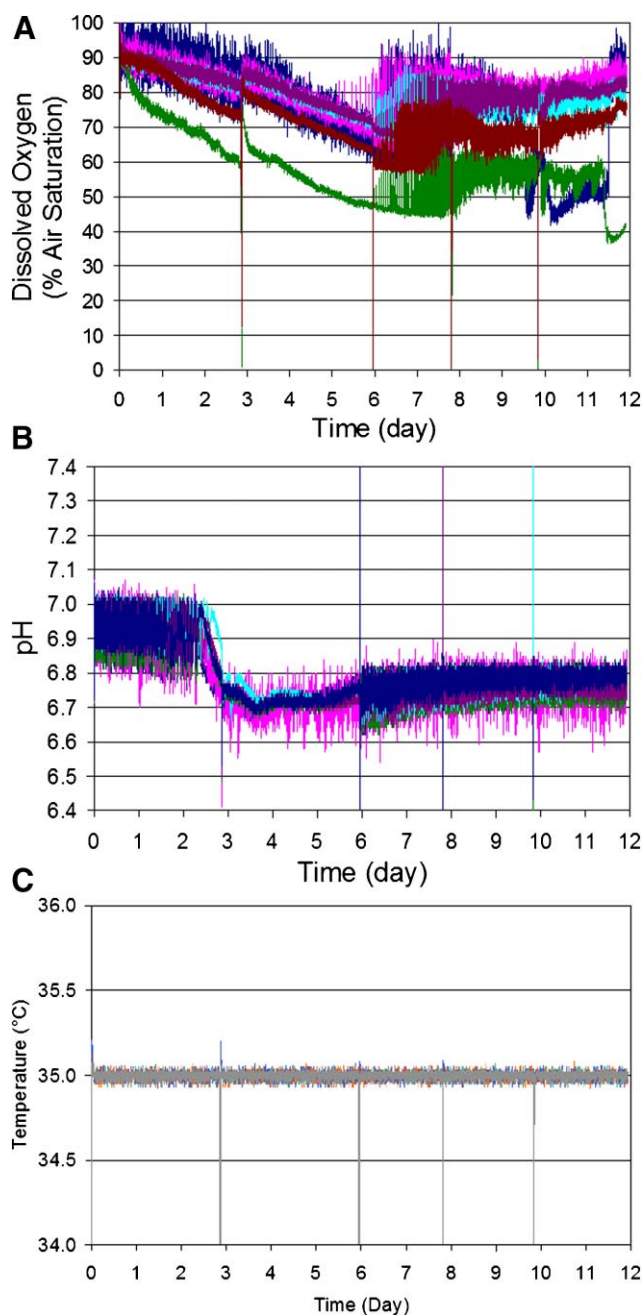 A
Dissolved Oxygen
(% Air Saturation)
100
90
80
70
60
50
40
30
20
10
0
0 1 2 3 4 5 6 7 8 9 10 11 12
Time (day)
B
pH
7.4
7.3
7.2
7.1
7.0
6.9
6.8
6.7
6.6
6.5
6.4
0 1 2 3 4 5 6 7 8 9 10 11 12
Time (day)
C
Temperature (°C)
36.0
35.5
35.0
34.5
34.0
0 1 2 3 4 5 6 7 8 9 10 11 12
Time (Day)